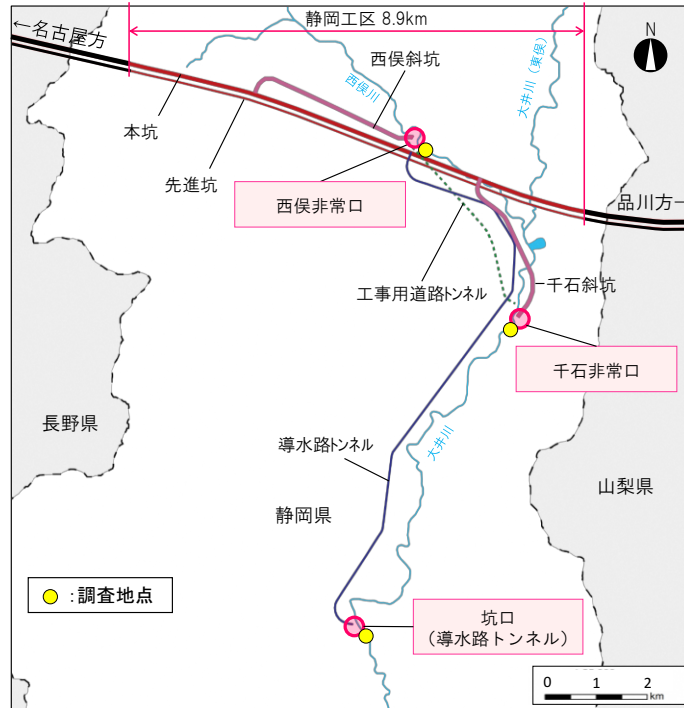 静岡工区 8.9km
←名古屋方
N
西俣斜坑
西俣川
大井川(東俣)
本坑
先進坑
西俣非常口
品川方→
工事用道路トンネル
千石斜坑
千石非常口
長野県
導水路トンネル
大井川
静岡県
山梨県
：調査地点
坑口
（導水路トンネル）
0 1 2
km